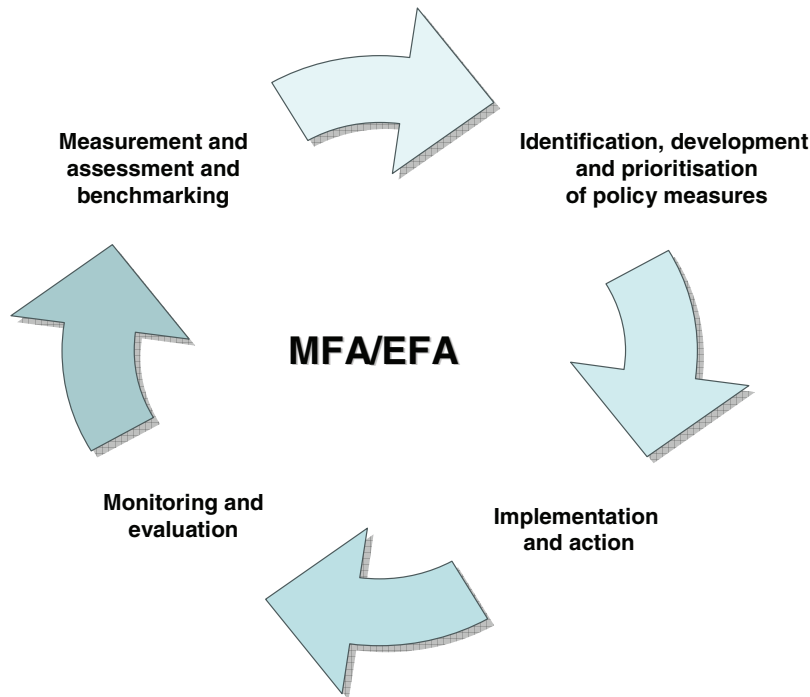 Measurement and
assessment and
benchmarking
Identification, development
and prioritisation
of policy measures
MFA/EFA
Monitoring and
evaluation
Implementation
and action